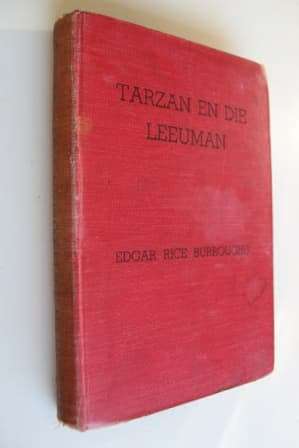 TARZAN EN DIE
LEEUMAN
EDGAR RICE BURROUGHS